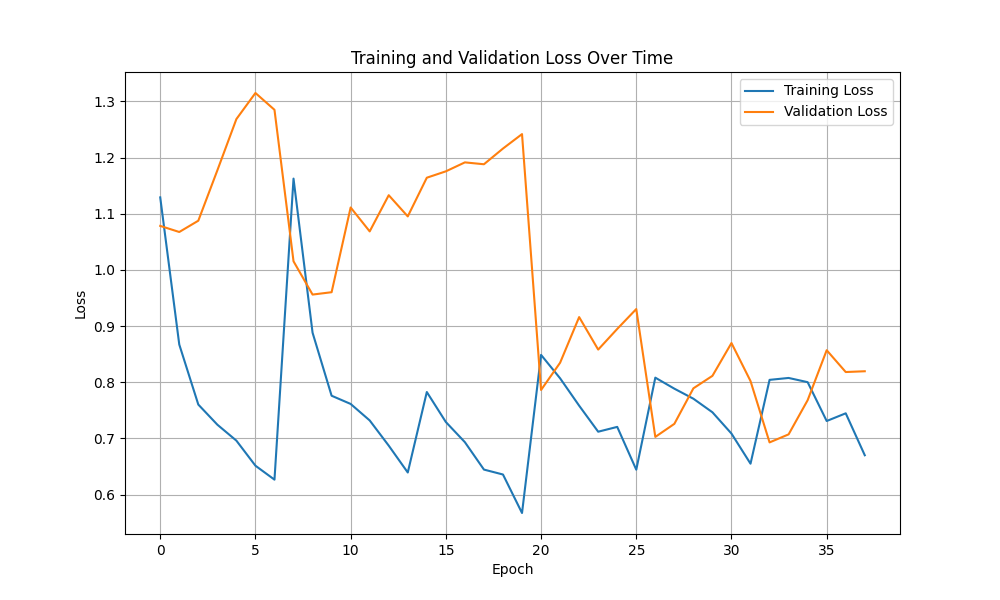 Training and Validation Loss Over Time
Training Loss
Validation Loss
1.3
1.2
1.1
1.0
0.9
0.8
0.7
0.6
Loss
0 5 10 15 20 25 30 35
Epoch